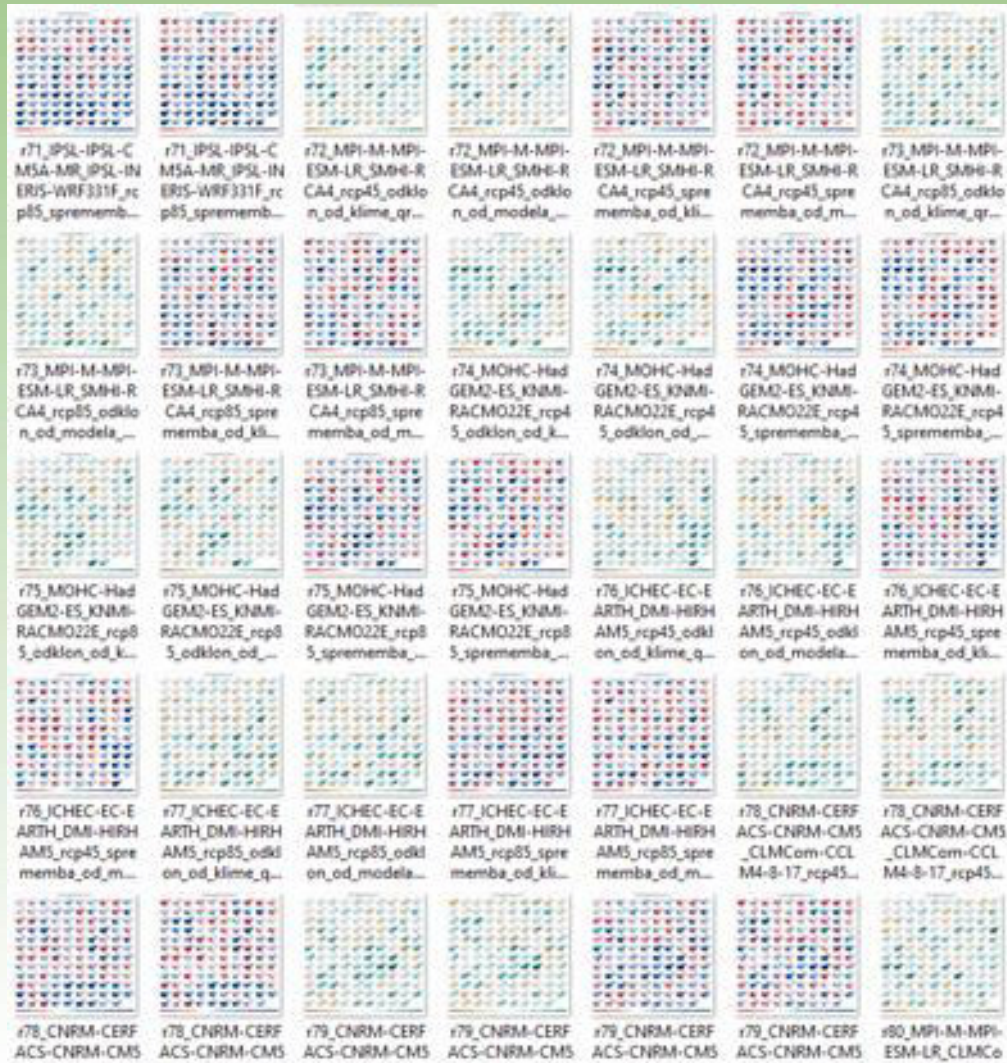 r71_IPSL-IPSL-C
M5A-MR_IPSL-IN
ERIS-WRF331F_rc
p85_sprememb...
r71_IPSL-IPSL-C
M5A-MR_IPSL-IN
ERIS-WRF331F_rc
p85_sprememb...
r72_MPI-M-MPI-
ESM-LR_SMHI-R
CA4_rcp45_odklo
n_od_klime_qr...
r72_MPI-M-MPI-
ESM-LR_SMHI-R
CA4_rcp45_odklo
n_od_modela_...
r72_MPI-M-MPI-
ESM-LR_SMHI-R
CA4_rcp45_spre
memba_od_kli...
r72_MPI-M-MPI-
ESM-LR_SMHI-R
CA4_rcp45_spre
memba_od_m...
r73_MPI-M-MPI-
ESM-LR_SMHI-R
CA4_rcp85_odklo
n_od_klime_qr...
r73_MPI-M-MPI-
ESM-LR_SMHI-R
CA4_rcp85_odklo
n_od_modela_...
r73_MPI-M-MPI-
ESM-LR_SMHI-R
CA4_rcp85_spre
memba_od_kli...
r73_MPI-M-MPI-
ESM-LR_SMHI-R
CA4_rcp85_spre
memba_od_m...
r74_MOHC-Had
GEM2-ES_KNMI-
RACMO22E_rcp4
5_odklon_od_k...
r74_MOHC-Had
GEM2-ES_KNMI-
RACMO22E_rcp4
5_odklon_od_...
r74_MOHC-Had
GEM2-ES_KNMI-
RACMO22E_rcp4
5_sprememba_...
r74_MOHC-Had
GEM2-ES_KNMI-
RACMO22E_rcp4
5_sprememba_...
r75_MOHC-Had
GEM2-ES_KNMI-
RACMO22E_rcp8
5_odklon_od_k...
r75_MOHC-Had
GEM2-ES_KNMI-
RACMO22E_rcp8
5_odklon_od_...
r75_MOHC-Had
GEM2-ES_KNMI-
RACMO22E_rcp8
5_sprememba_...
r75_MOHC-Had
GEM2-ES_KNMI-
RACMO22E_rcp8
5_sprememba_...
r76_ICHEC-EC-E
ARTH_DMI-HIRH
AM5_rcp45_odkl
on_od_klime_q...
r76_ICHEC-EC-E
ARTH_DMI-HIRH
AM5_rcp45_odkl
on_od_modela...
r76_ICHEC-EC-E
ARTH_DMI-HIRH
AM5_rcp45_spre
memba_od_kli...
r76_ICHEC-EC-E
ARTH_DMI-HIRH
AM5_rcp45_spre
memba_od_m...
r77_ICHEC-EC-E
ARTH_DMI-HIRH
AM5_rcp85_odkl
on_od_klime_q...
r77_ICHEC-EC-E
ARTH_DMI-HIRH
AM5_rcp85_odkl
on_od_modela...
r77_ICHEC-EC-E
ARTH_DMI-HIRH
AM5_rcp85_spre
memba_od_kli...
r77_ICHEC-EC-E
ARTH_DMI-HIRH
AM5_rcp85_spre
memba_od_m...
r78_CNRM-CERF
ACS-CNRM-CM5
_CLMCom-CCL
M4-8-17_rcp45...
r78_CNRM-CERF
ACS-CNRM-CM5
_CLMCom-CCL
M4-8-17_rcp45...
r78_CNRM-CERF
ACS-CNRM-CM5
r78_CNRM-CERF
ACS-CNRM-CM5
r79_CNRM-CERF
ACS-CNRM-CM5
r79_CNRM-CERF
ACS-CNRM-CM5
r79_CNRM-CERF
ACS-CNRM-CM5
r79_CNRM-CERF
ACS-CNRM-CM5
r80_MPI-M-MPI-
ESM-LR_CLMCo